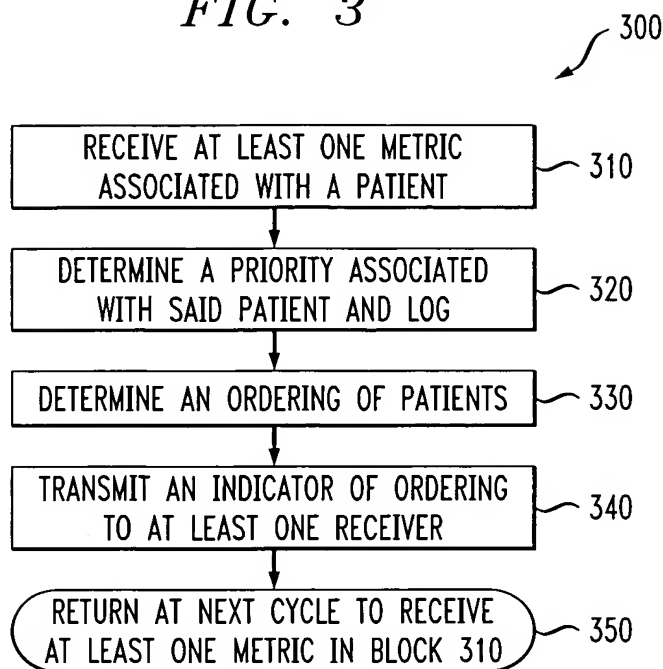 FIG. 3
300
RECEIVE AT LEAST ONE METRIC
ASSOCIATED WITH A PATIENT
310
DETERMINE A PRIORITY ASSOCIATED
WITH SAID PATIENT AND LOG
320
DETERMINE AN ORDERING OF PATIENTS
330
TRANSMIT AN INDICATOR OF ORDERING
TO AT LEAST ONE RECEIVER
340
RETURN AT NEXT CYCLE TO RECEIVE
AT LEAST ONE METRIC IN BLOCK 310
350